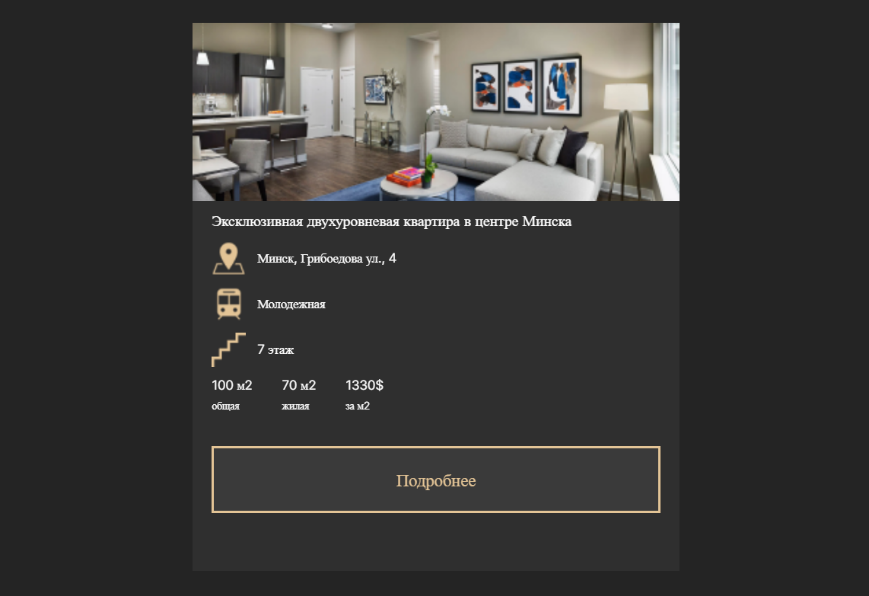 Эксклюзивная двухуровневая квартира в центре Минска
Минск, Грибоедова ул., 4
Молодежная
7 этаж
100 м2 70 м2 1330$
общая жилая за м2
Подробнее